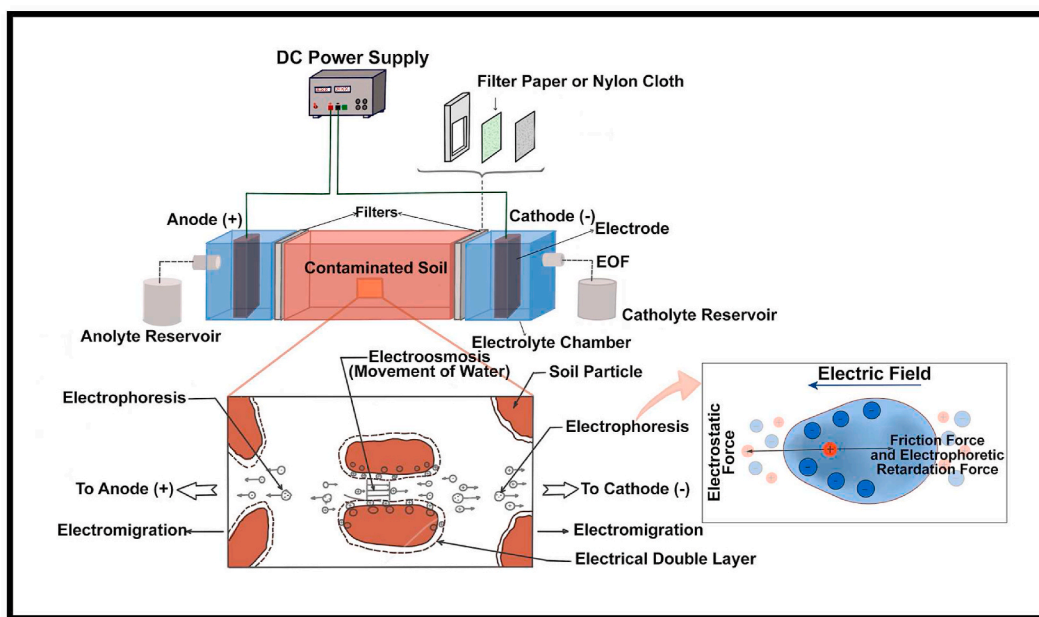 DC Power Supply
Filter Paper or Nylon Cloth
Anode (+)
Filters
Cathode (-)
Electrode
EOF
Contaminated Soil
Anolyte Reservoir
Catholyte Reservoir
Electrolyte Chamber
Electroosmosis
(Movement of Water)
Soil Particle
Electrophoresis
Electrophoresis
To Anode (+)
To Cathode (-)
Electromigration
Electromigration
Electrical Double Layer
Electric Field
Electrostatic
Force
Friction Force
and Electrophoretic
Retardation Force